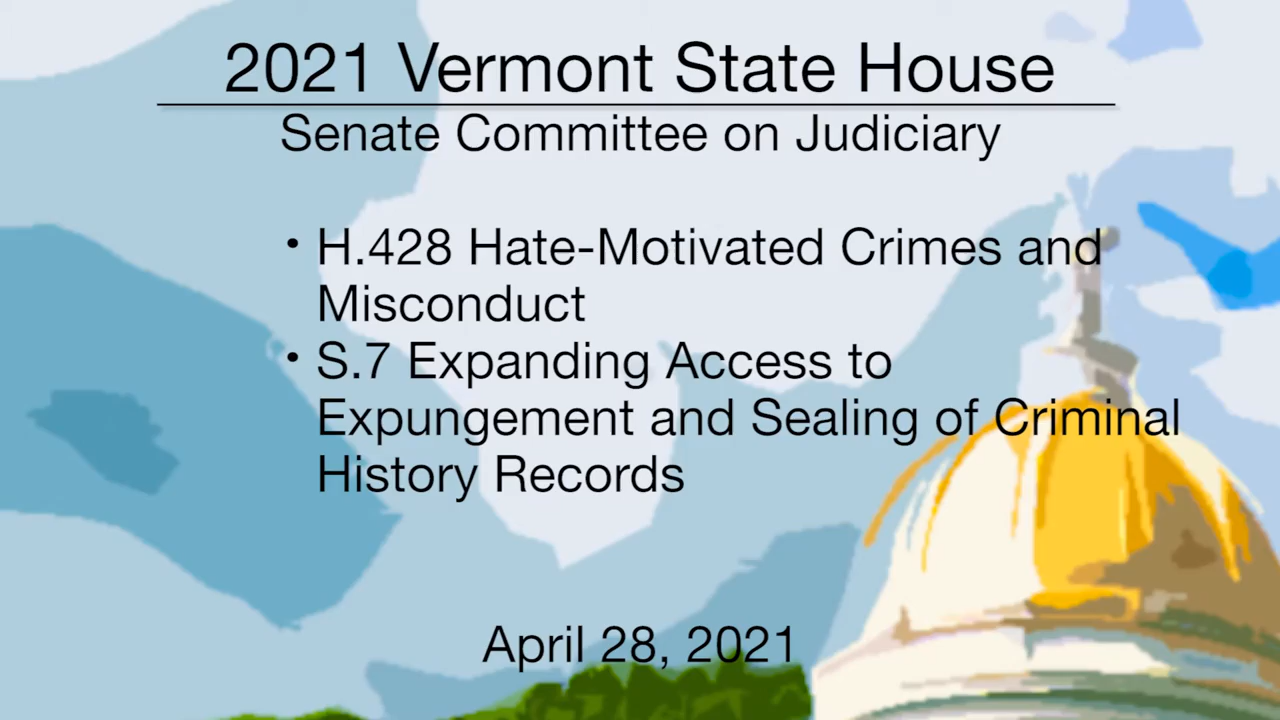 2021 Vermont State House
Senate Committee on Judiciary
• H.428 Hate-Motivated Crimes and
Misconduct
• S.7 Expanding Access to
Expungement and Sealing of Criminal
History Records
April 28, 2021